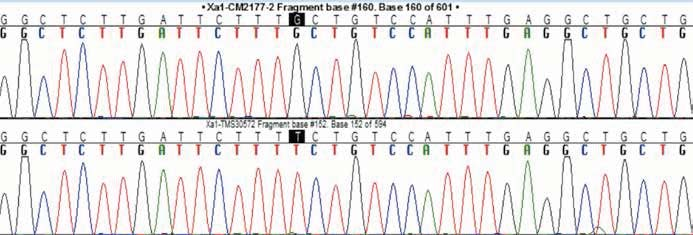 • Xa1-CM2177-2 Fragment base #160. Base 160 of 601 •
G G C T C T T G A T T C T T T G C T G T C C A T T T G A G G C T G C T G
G G C T C T T G A T T C T T T G C T G T C C A T T T G A G G C T G C T G
Xa1-TMS30572 Fragment base #152. Base 152 of 594
G G C T C T T G A T T C T T T T C T G T C C A T T T G A G G C T G C T G
G G C T C T T G A T T C T T T T C T G T C C A T T T G A G G C T G C T G